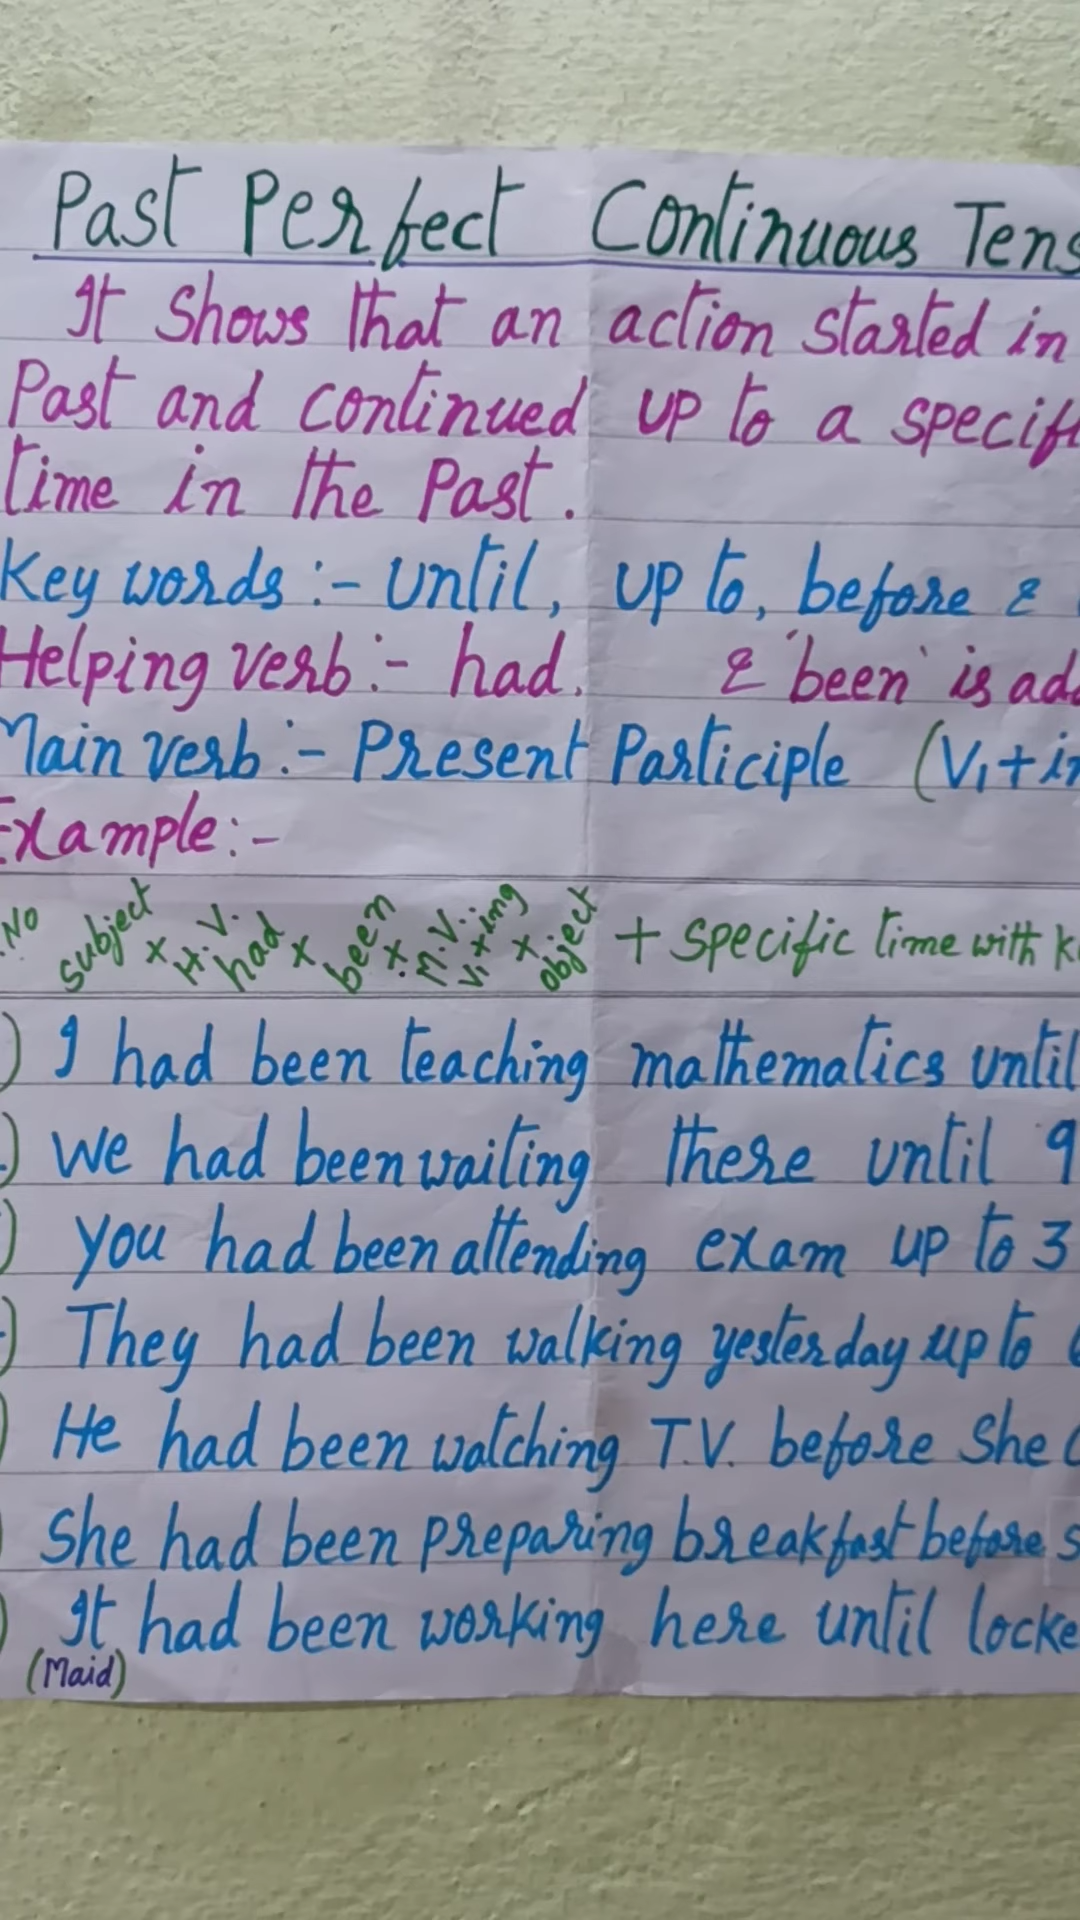 Past Perfect Continuous Tens
It shows that an action started in
Past and continued up to a specif
time in the Past.
Key words :- until, up to, before &
Helping verb :- had. & 'been' is add
Main verb :- Present Participle (V1+in
Example:-
.No subject x H.V. had x been x m.V. V1+ing x object + specific time with k
) I had been teaching mathematics until
) We had been waiting there until 9
) you had been attending exam up to 3
) They had been walking yesterday up to
) He had been watching T.V. before she
) She had been preparing breakfast before s
) It had been working here until locke
(Maid)